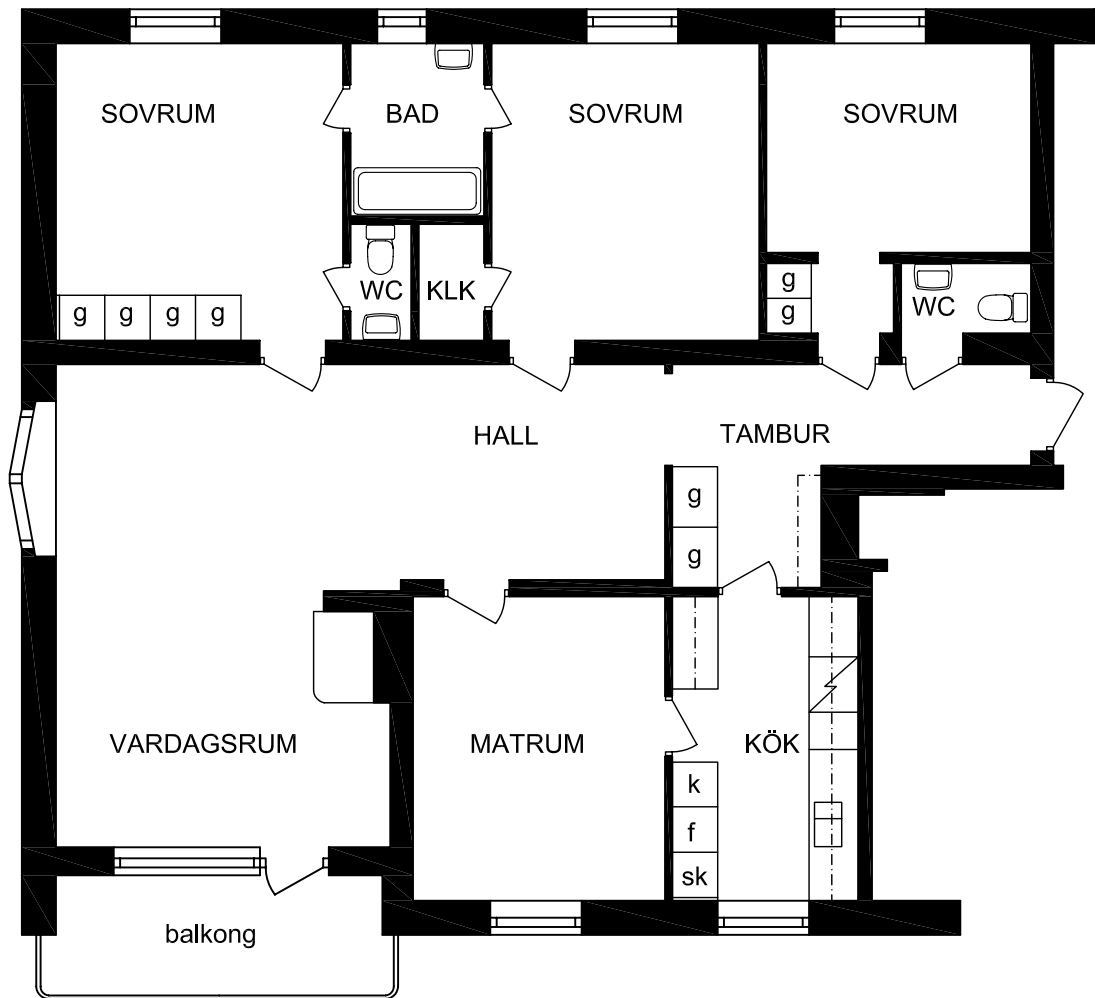 SOVRUM BAD SOVRUM SOVRUM
WC KLK
g
g
WC
g g g g
HALL TAMBUR
g
g
VARDAGSRUM MATRUM KÖK
k
f
sk
balkong